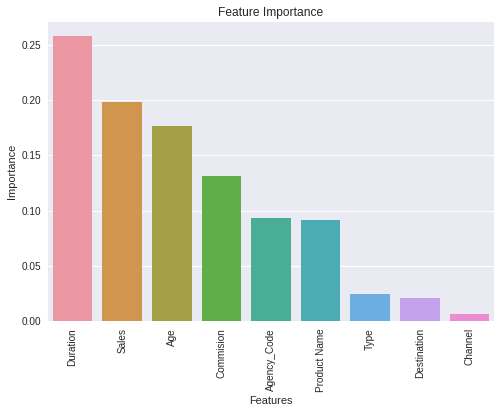 Feature Importance
Importance
0.25
0.20
0.15
0.10
0.05
0.00
Duration
Sales
Age
Commision
Agency_Code
Product Name
Type
Destination
Channel
Features